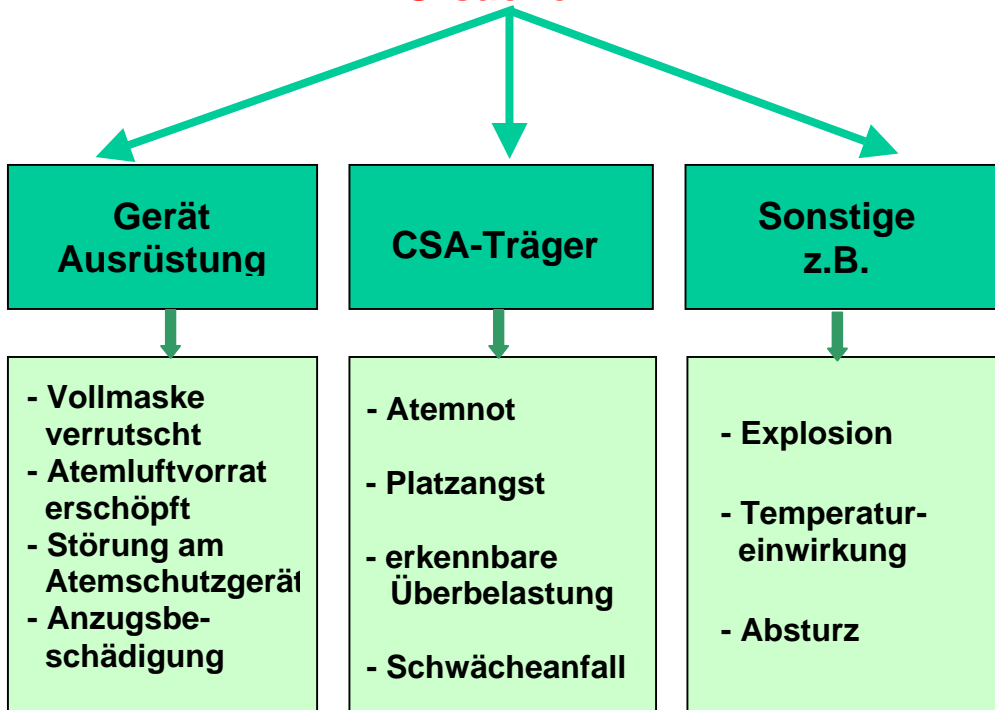 Gerät
Ausrüstung
CSA-Träger
Sonstige
z.B.
- Vollmaske
verrutscht
- Atemluftvorrat
erschöpft
- Störung am
Atemschutzgerät
- Anzugsbe-
schädigung
- Atemnot
- Platzangst
- erkennbare
Überbelastung
- Schwächeanfall
- Explosion
- Temperatur-
einwirkung
- Absturz